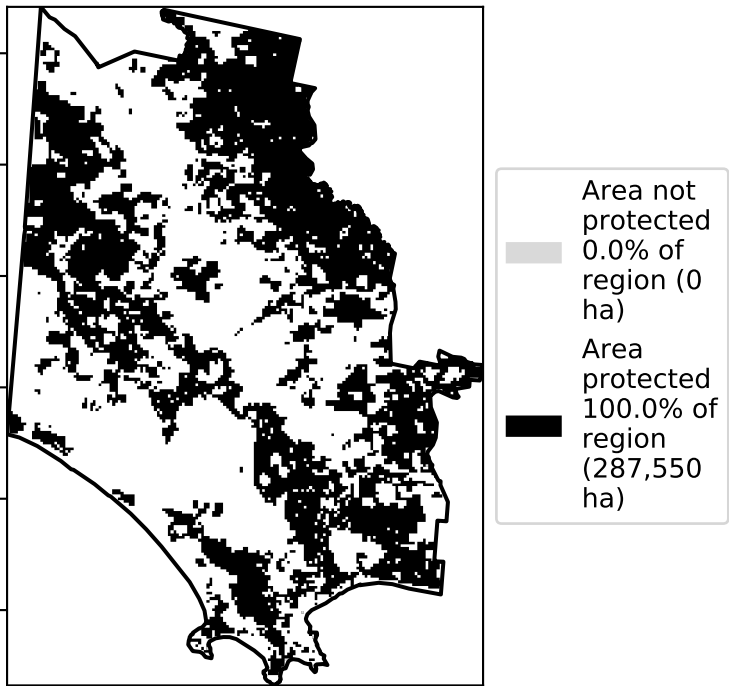 Area not
protected
0.0% of
region (0
ha)
Area
protected
100.0% of
region
(287,550
ha)